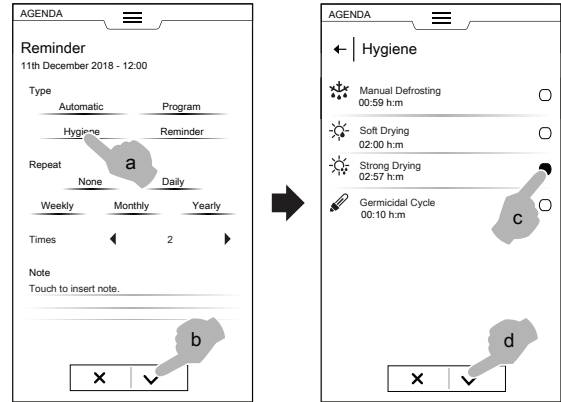 AGENDA
Reminder
11th December 2018 - 12:00
Type
Automatic Program
Hygiene Reminder
Repeat
None Daily
Weekly Monthly Yearly
Times 2
Note
Touch to insert note.
a
b
AGENDA
Hygiene
Manual Defrosting
00:59 h:m
Soft Drying
02:00 h:m
Strong Drying
02:57 h:m
Germicidal Cycle
00:10 h:m
c
d